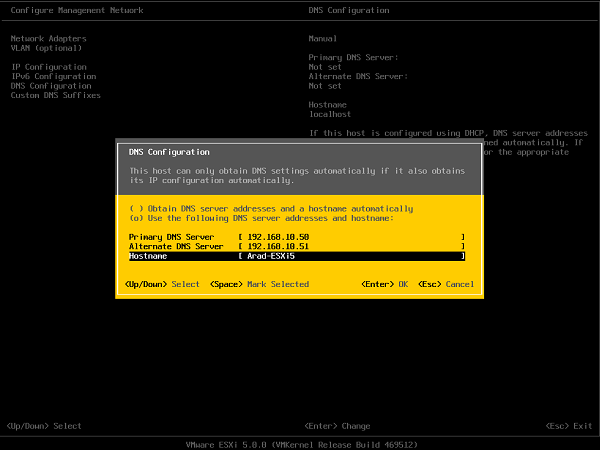 Configure Management Network
DNS Configuration
Network Adapters
VLAN (optional)
IP Configuration
IPv6 Configuration
DNS Configuration
Custom DNS Suffixes
Manual
Primary DNS Server:
Not set
Alternate DNS Server:
Not set
Hostname
localhost
If this host is configured using DHCP, DNS server addresses
ned automatically. If
or the appropriate
DNS Configuration
This host can only obtain DNS settings automatically if it also obtains
its IP configuration automatically.
( ) Obtain DNS server addresses and a hostname automatically
(o) Use the following DNS server addresses and hostname:
Primary DNS Server [ 192.168.10.50 ]
Alternate DNS Server [ 192.168.10.51 ]
Hostname [ Arad-ESXi5 ]
<Up/Down> Select <Space> Mark Selected <Enter> OK <Esc> Cancel
<Up/Down> Select <Enter> Change <Esc> Exit
VMware ESXi 5.0.0 (VMKernel Release Build 469512)